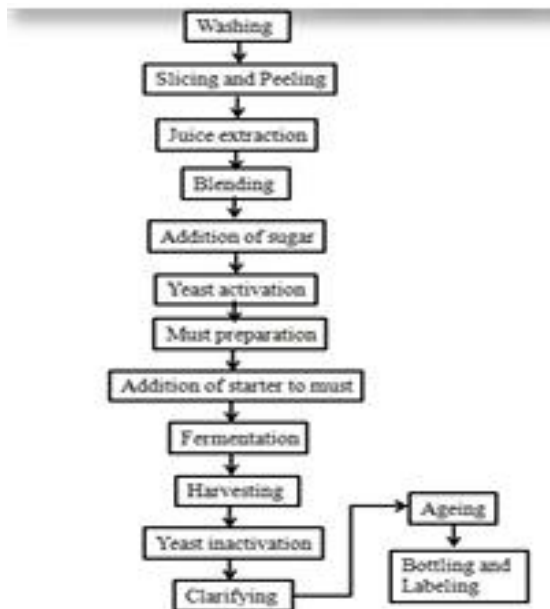 Washing
Slicing and Peeling
Juice extraction
Blending
Addition of sugar
Yeast activation
Must preparation
Addition of starter to must
Fermentation
Harvesting
Yeast inactivation
Clarifying
Ageing
Bottling and
Labeling